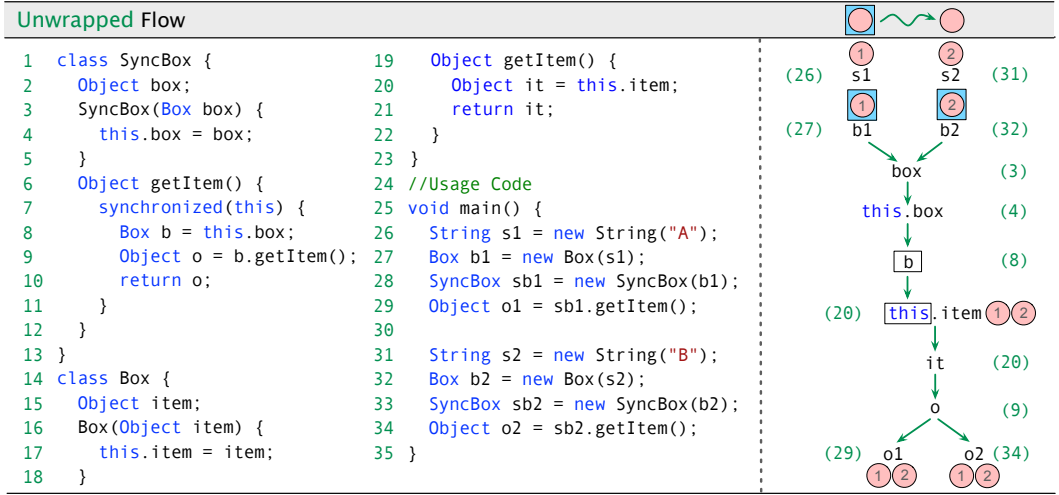 Unwrapped Flow
1 class SyncBox {
2 Object box;
3 SyncBox(Box box) {
4 this.box = box;
5 }
6 Object getItem() {
7 synchronized(this) {
8 Box b = this.box;
9 Object o = b.getItem();
10 return o;
11 }
12 }
13 }
14 class Box {
15 Object item;
16 Box(Object item) {
17 this.item = item;
18 }
19 Object getItem() {
20 Object it = this.item;
21 return it;
22 }
23 }
24 //Usage Code
25 void main() {
26 String s1 = new String("A");
27 Box b1 = new Box(s1);
28 SyncBox sb1 = new SyncBox(b1);
29 Object o1 = sb1.getItem();
30
31 String s2 = new String("B");
32 Box b2 = new Box(s2);
33 SyncBox sb2 = new SyncBox(b2);
34 Object o2 = sb2.getItem();
35 }
1 2
(26) s1 s2 (31)
1 2
(27) b1 b2 (32)
box (3)
this.box (4)
b (8)
(20) this.item 1 2
it (20)
o (9)
(29) o1 o2 (34)
1 2 1 2